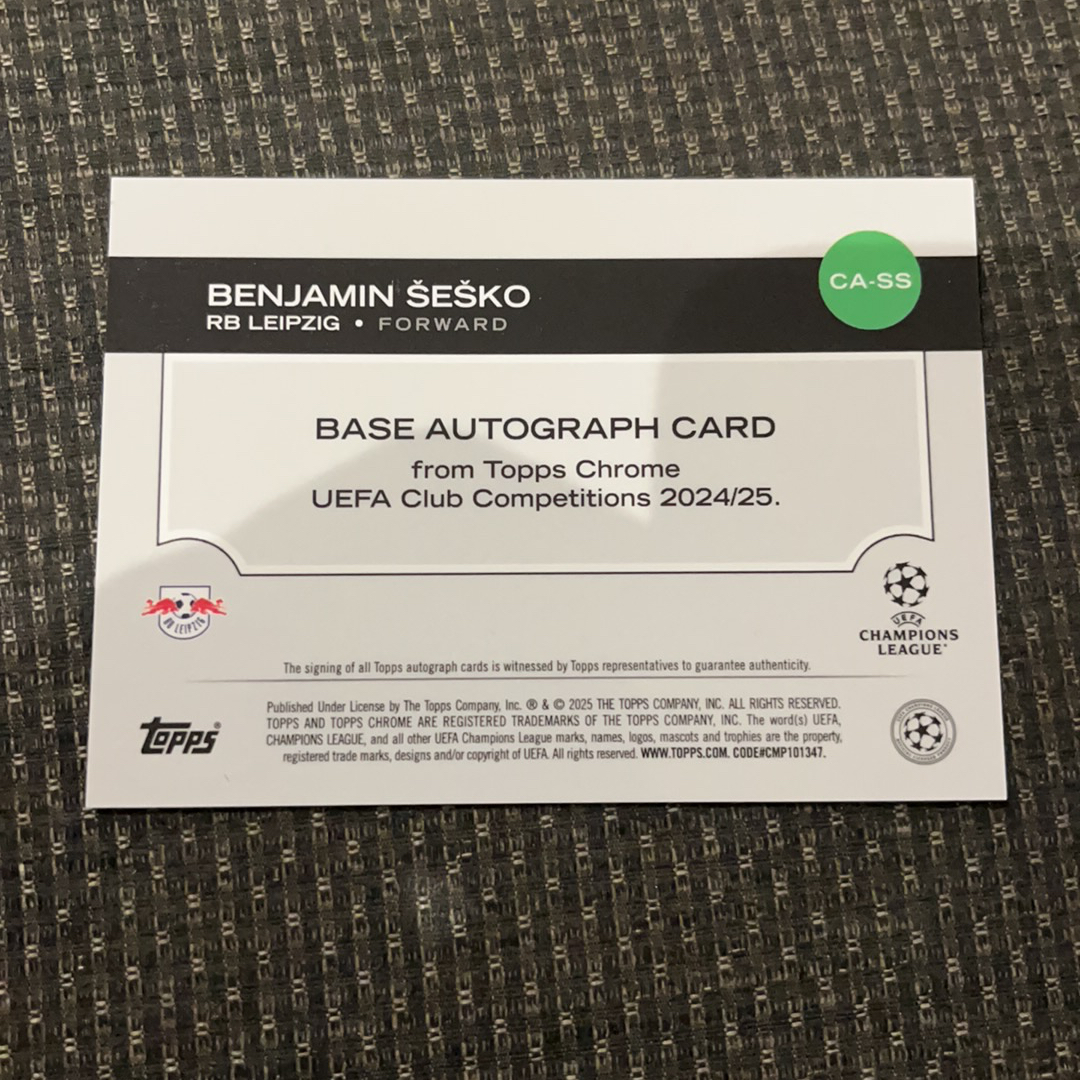 BENJAMIN ŠEŠKO
RB LEIPZIG • FORWARD
CA-SS
BASE AUTOGRAPH CARD
from Topps Chrome
UEFA Club Competitions 2024/25.
RB LEIPZIG
UEFA
CHAMPIONS
LEAGUE
The signing of all Topps autograph cards is witnessed by Topps representatives to guarantee authenticity.
Published Under License by The Topps Company, Inc. ® & © 2025 THE TOPPS COMPANY, INC. ALL RIGHTS RESERVED.
TOPPS AND TOPPS CHROME ARE REGISTERED TRADEMARKS OF THE TOPPS COMPANY, INC. The word(s) UEFA,
CHAMPIONS LEAGUE, and all other UEFA Champions League marks, names, logos, mascots and trophies are the property,
registered trade marks, designs and/or copyright of UEFA. All rights reserved. WWW.TOPPS.COM. CODE#CMP101347.
Topps®